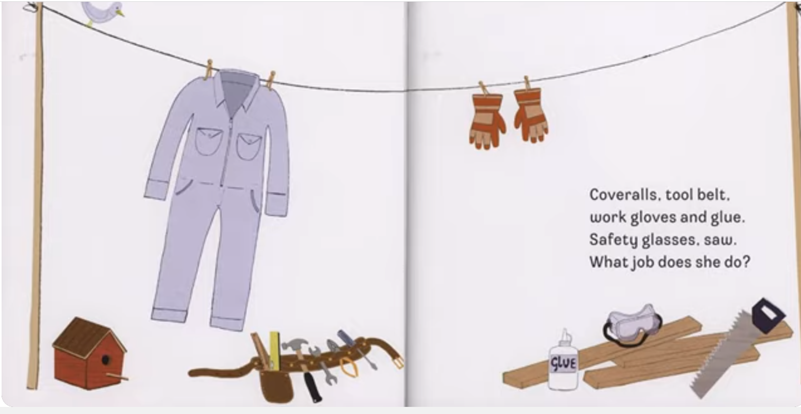 Coveralls, tool belt,
work gloves and glue.
Safety glasses, saw.
What job does she do?
GLUE